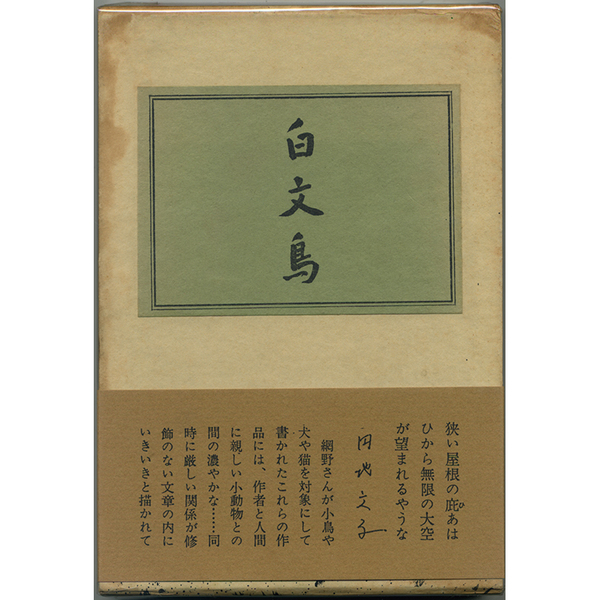 白文鳥
狭い屋根の庇あは
ひから無限の大空
が望まれるやうな
円地文子
網野さんが小鳥や
犬や猫を対象にして
書かれたこれらの作
品には、作者と人間
に親しい小動物との
間の濃やかな……同
時に厳しい関係が修
飾のない文章の内に
いきいきと描かれて